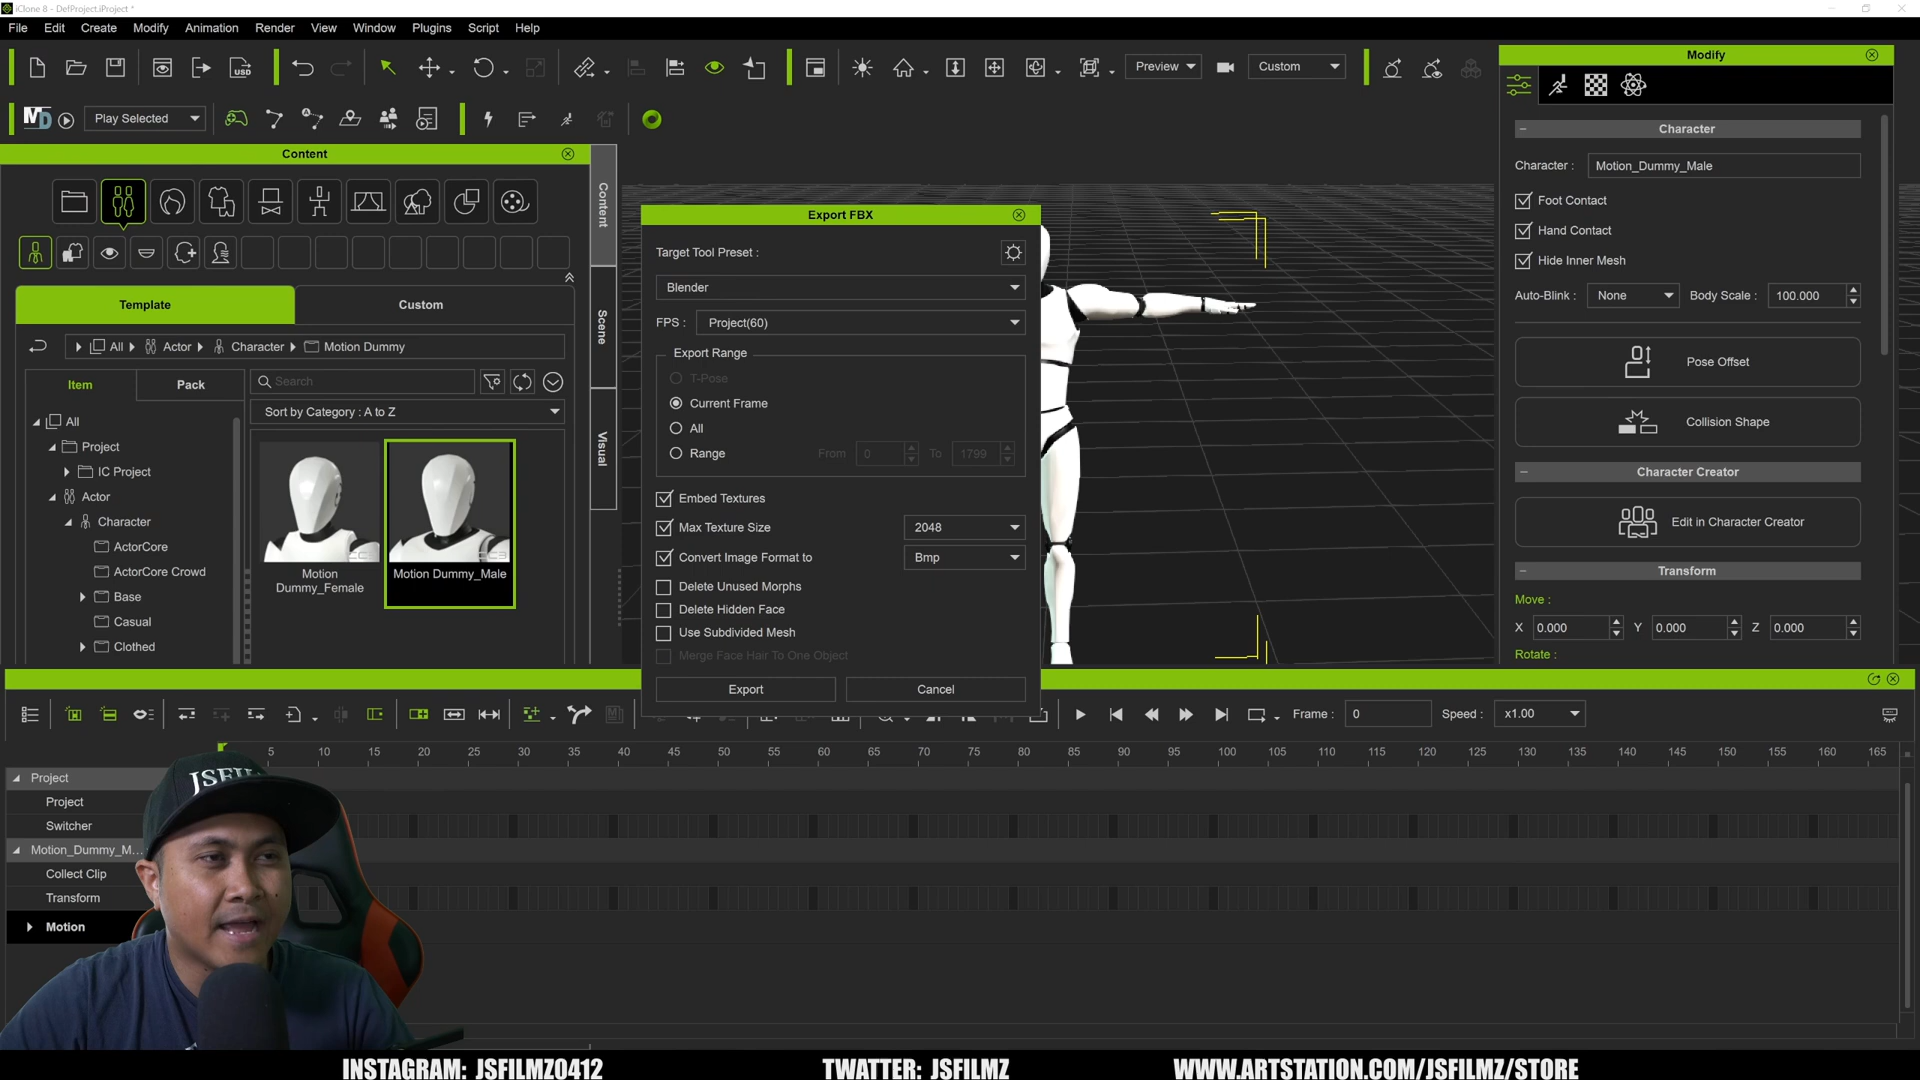 iClone 8 - DefProject.iProject *
File Edit Create Modify Animation Render View Window Plugins Script Help
USD
Preview
Custom
MD
Play Selected
Modify
Content
Template Custom
All Actor Character Motion Dummy
Item Pack
Search
Sort by Category : A to Z
All
Project
IC Project
Actor
Character
ActorCore
ActorCore Crowd
Base
Casual
Clothed
Motion
Dummy_Female
Motion Dummy_Male
Content
Scene
Visual
Export FBX
Target Tool Preset :
Blender
FPS : Project(60)
Export Range
T-Pose
Current Frame
All
Range From 0 To 1799
Embed Textures
Max Texture Size 2048
Convert Image Format to Bmp
Delete Unused Morphs
Delete Hidden Face
Use Subdivided Mesh
Merge Face Hair To One Object
Export Cancel
Character
Character : Motion_Dummy_Male
Foot Contact
Hand Contact
Hide Inner Mesh
Auto-Blink : None Body Scale : 100.000
Pose Offset
Collision Shape
Character Creator
Edit in Character Creator
Transform
Move :
X 0.000 Y 0.000 Z 0.000
Rotate :
Frame : 0 Speed : x1.00
5 10 15 20 25 30 35 40 45 50 55 60 65 70 75 80 85 90 95 100 105 110 115 120 125 130 135 140 145 150 155 160 165
Project
Project
Switcher
Motion_Dummy_M...
Collect Clip
Transform
Motion
INSTAGRAM: JSFILMZ0412 TWATTER: JSFILMZ WWW.ARTSTATION.COM/JSFILMZ/STORE